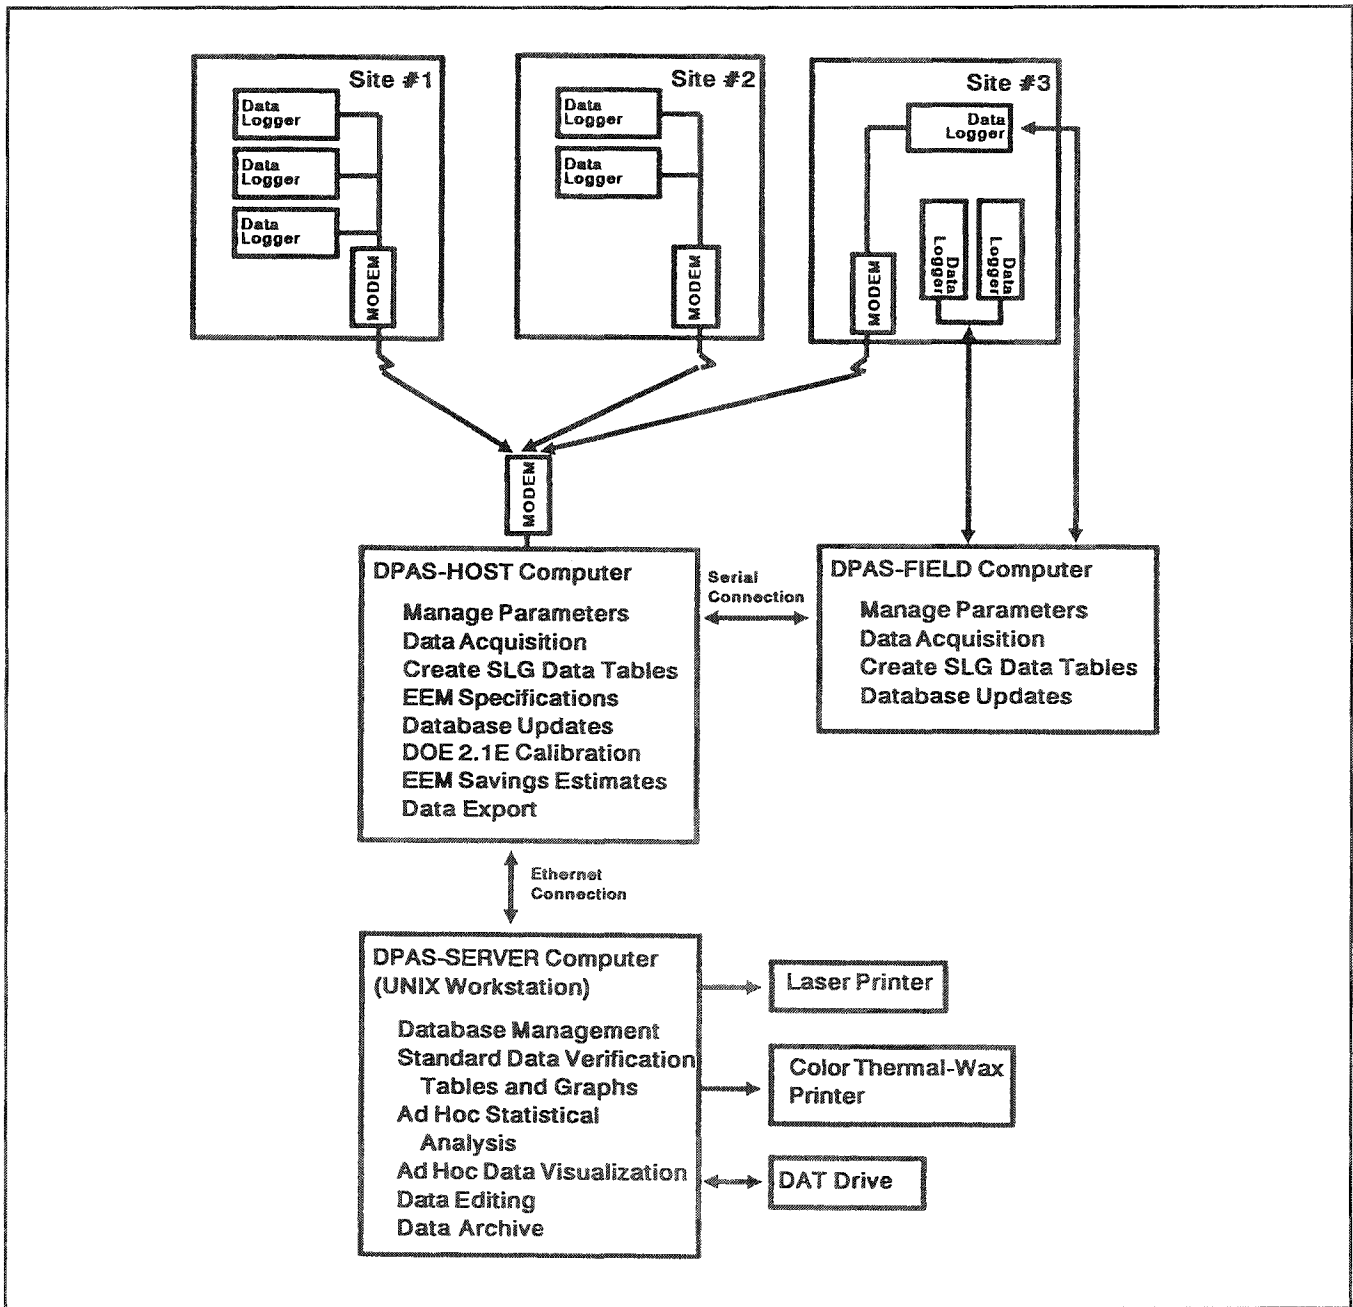 Site #1
Data
Logger
Data
Logger
Data
Logger
MODEM
Site #2
Data
Logger
Data
Logger
MODEM
Site #3
Data
Logger
Data
Logger
Data
Logger
MODEM
MODEM
DPAS-HOST Computer
Manage Parameters
Data Acquisition
Create SLG Data Tables
EEM Specifications
Database Updates
DOE 2.1E Calibration
EEM Savings Estimates
Data Export
Serial
Connection
DPAS-FIELD Computer
Manage Parameters
Data Acquisition
Create SLG Data Tables
Database Updates
Ethernet
Connection
DPAS-SERVER Computer
(UNIX Workstation)
Database Management
Standard Data Verification
Tables and Graphs
Ad Hoc Statistical
Analysis
Ad Hoc Data Visualization
Data Editing
Data Archive
Laser Printer
Color Thermal-Wax
Printer
DAT Drive